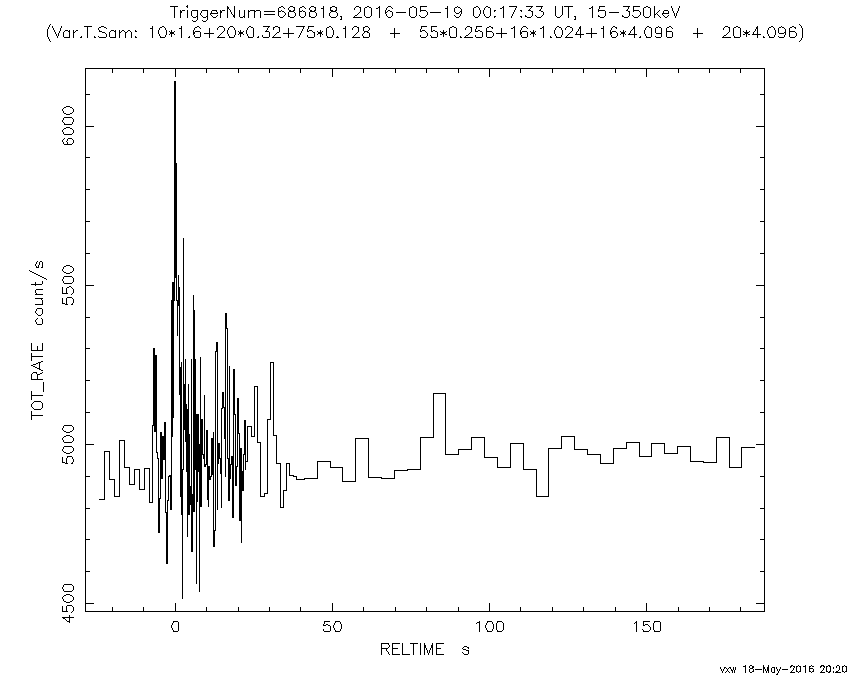 TriggerNum=686818, 2016-05-19 00:17:33 UT, 15-350keV
(Var.T.Sam: 10*1.6+20*0.32+75*0.128 + 55*0.256+16*1.024+16*4.096 + 20*4.096)
TOT_RATE count/s
6000
5500
5000
4500
0 50 100 150
RELTIME s
vxw 18-May-2016 20:20